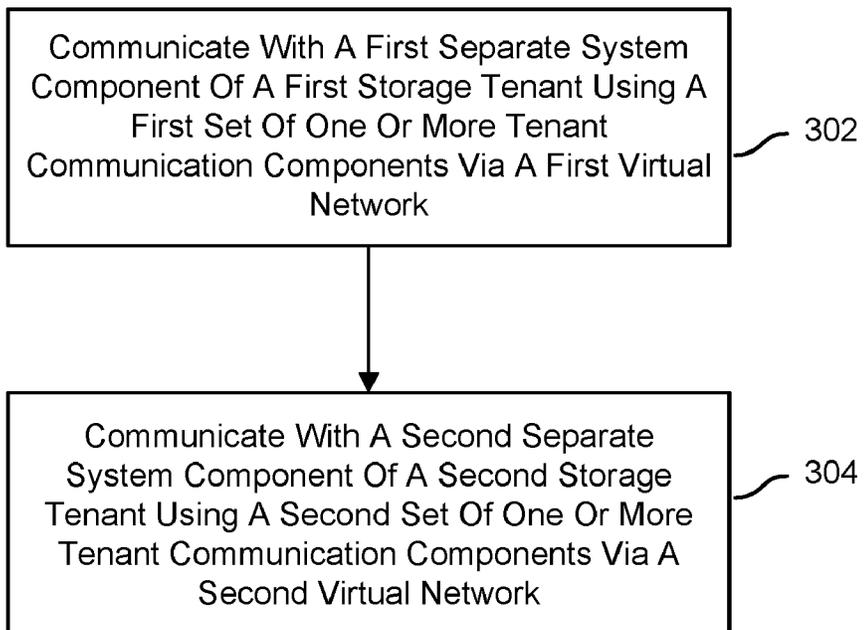 Communicate With A First Separate System
Component Of A First Storage Tenant Using A
First Set Of One Or More Tenant
Communication Components Via A First Virtual
Network
302
Communicate With A Second Separate
System Component Of A Second Storage
Tenant Using A Second Set Of One Or More
Tenant Communication Components Via A
Second Virtual Network
304